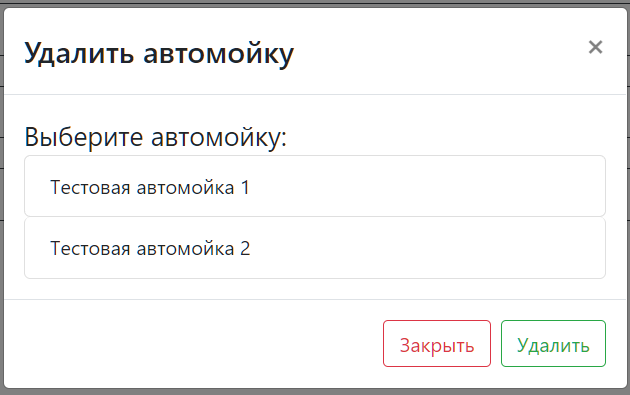 Удалить автомойку
×
Выберите автомойку:
Тестовая автомойка 1
Тестовая автомойка 2
Закрыть Удалить